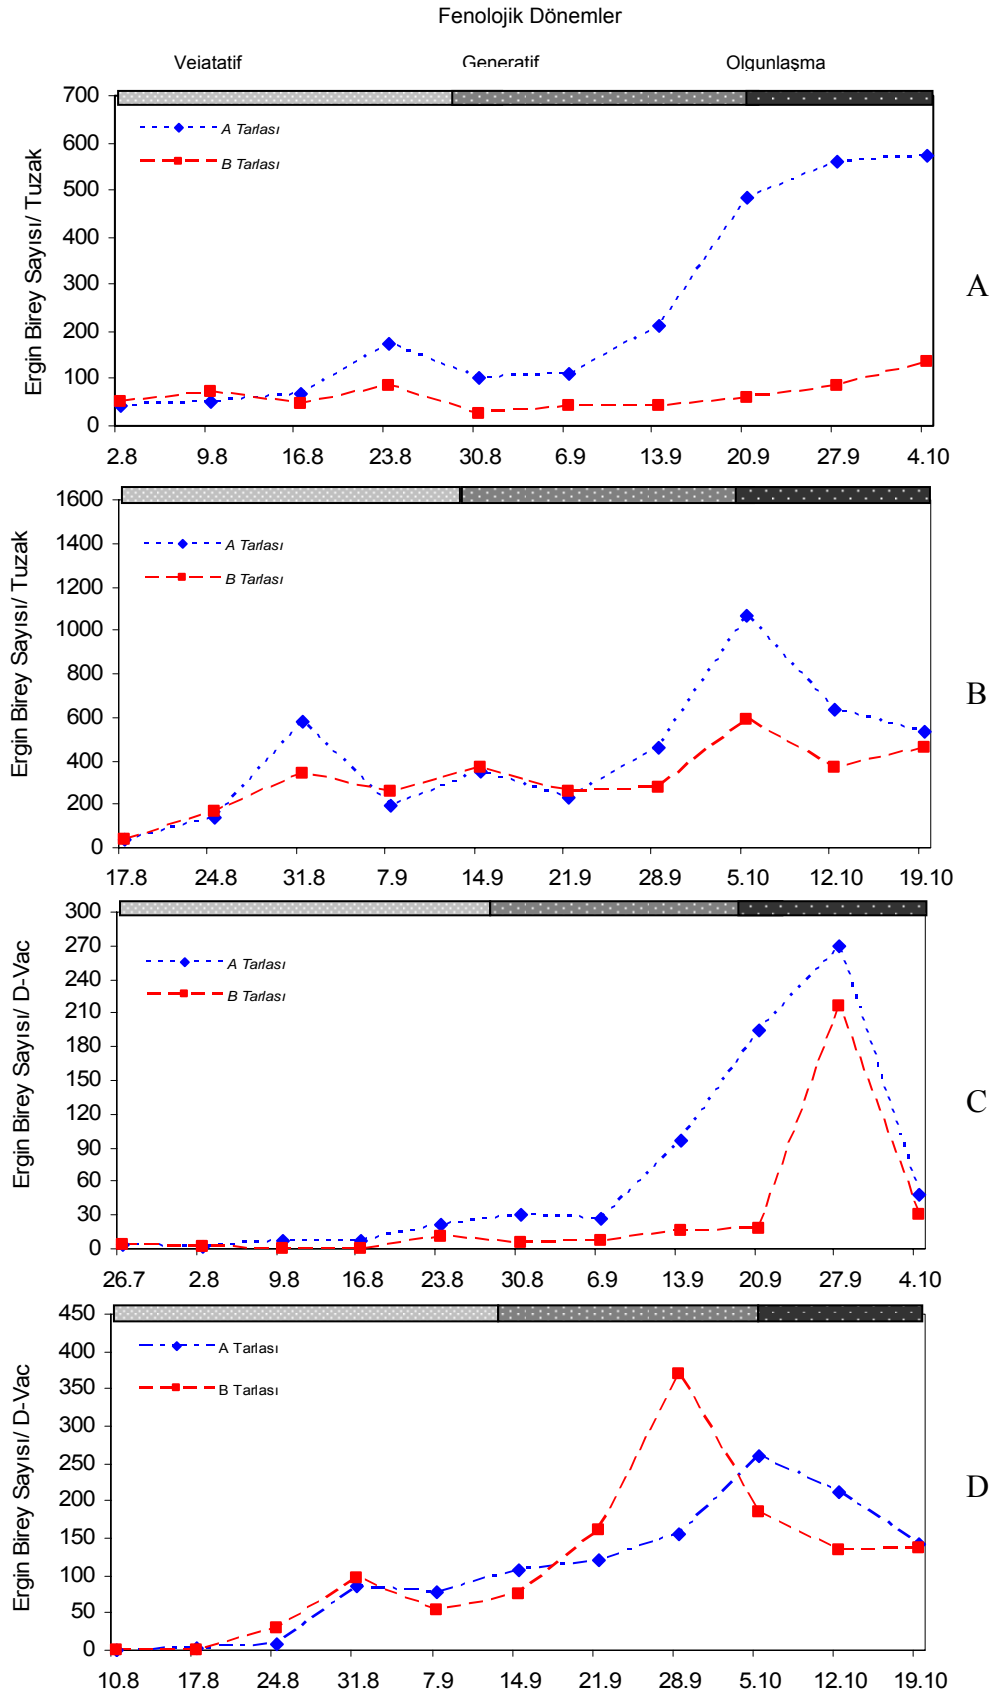 Fenolojik Dönemler
Veiatatif Generatif Olgunlaşma
700
600
500
400
300
200
100
0
Ergin Birey Sayısı/ Tuzak
A Tarlası
B Tarlası
2.8 9.8 16.8 23.8 30.8 6.9 13.9 20.9 27.9 4.10
A
1600
1400
1200
1000
800
600
400
200
0
Ergin Birey Sayısı/ Tuzak
A Tarlası
B Tarlası
17.8 24.8 31.8 7.9 14.9 21.9 28.9 5.10 12.10 19.10
B
300
270
240
210
180
150
120
90
60
30
0
Ergin Birey Sayısı/ D-Vac
A Tarlası
B Tarlası
26.7 2.8 9.8 16.8 23.8 30.8 6.9 13.9 20.9 27.9 4.10
C
450
400
350
300
250
200
150
100
50
0
Ergin Birey Sayısı/ D-Vac
A Tarlası
B Tarlası
10.8 17.8 24.8 31.8 7.9 14.9 21.9 28.9 5.10 12.10 19.10
D